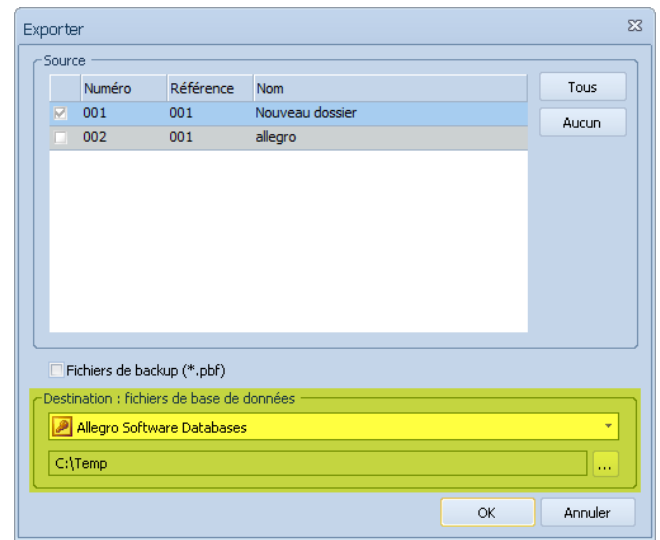 Exporter
Source
Numéro Référence Nom
001 001 Nouveau dossier
002 001 allegro
Tous
Aucun
Fichiers de backup (*.pbf)
Destination : fichiers de base de données
Allegro Software Databases
C:\Temp
...
OK Annuler